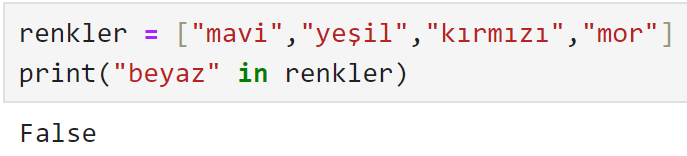 renkler = ["mavi","yeşil","kırmızı","mor"]
print("beyaz" in renkler)
False